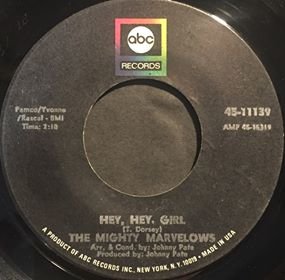 abc
RECORDS
Pamco/Yvonne
/Rascal - BMI
Time: 2:10
45-11139
AMP 45-16319
HEY, HEY, GIRL
(T. Dorsey)
THE MIGHTY MARVELOWS
Arr. & Cond. by: Johnny Pate
Produced by: Johnny Pate
A PRODUCT OF ABC RECORDS INC., NEW YORK, N.Y. 10019 • MADE IN USA